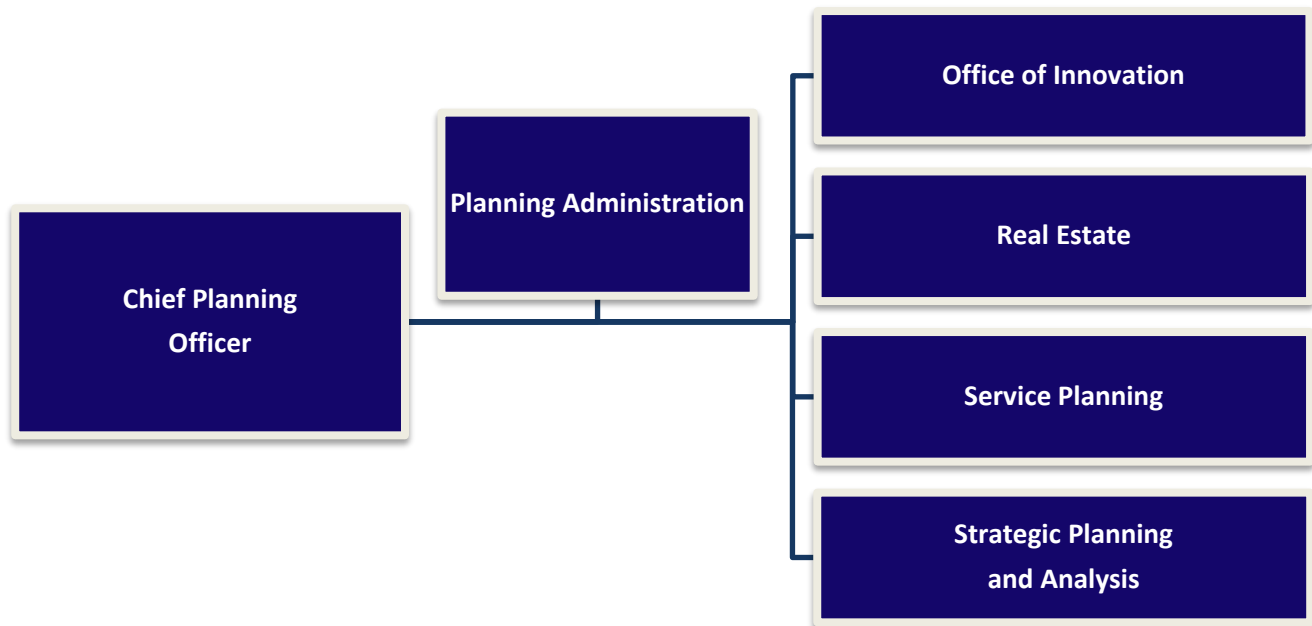 Chief Planning
Officer
Planning Administration
Office of Innovation
Real Estate
Service Planning
Strategic Planning
and Analysis